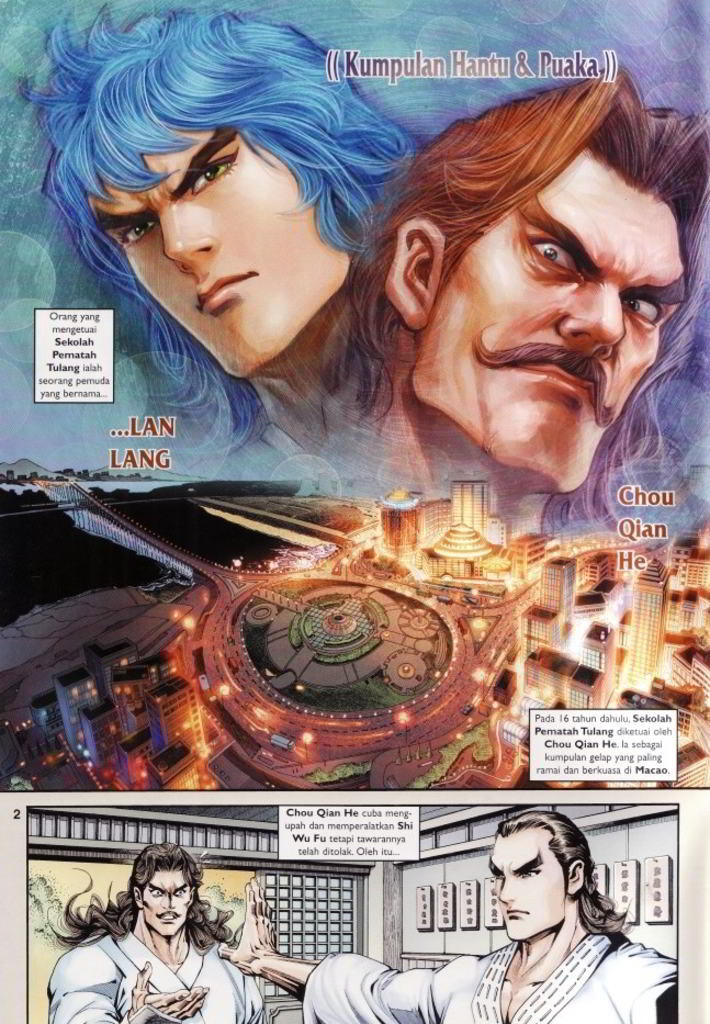 (( Kumpulan Hantu & Puaka ))
Orang yang
mengetuai
Sekolah
Pematah
Tulang ialah
seorang pemuda
yang bernama...
...LAN
LANG
Chou
Qian
He
Pada 16 tahun dahulu, Sekolah
Pematah Tulang diketuai oleh
Chou Qian He. Ia sebagai
kumpulan gelap yang paling
ramai dan berkuasa di Macao.
2
Chou Qian He cuba meng-
upah dan memperalatkan Shi
Wu Fu tetapi tawarannya
telah ditolak. Oleh itu...